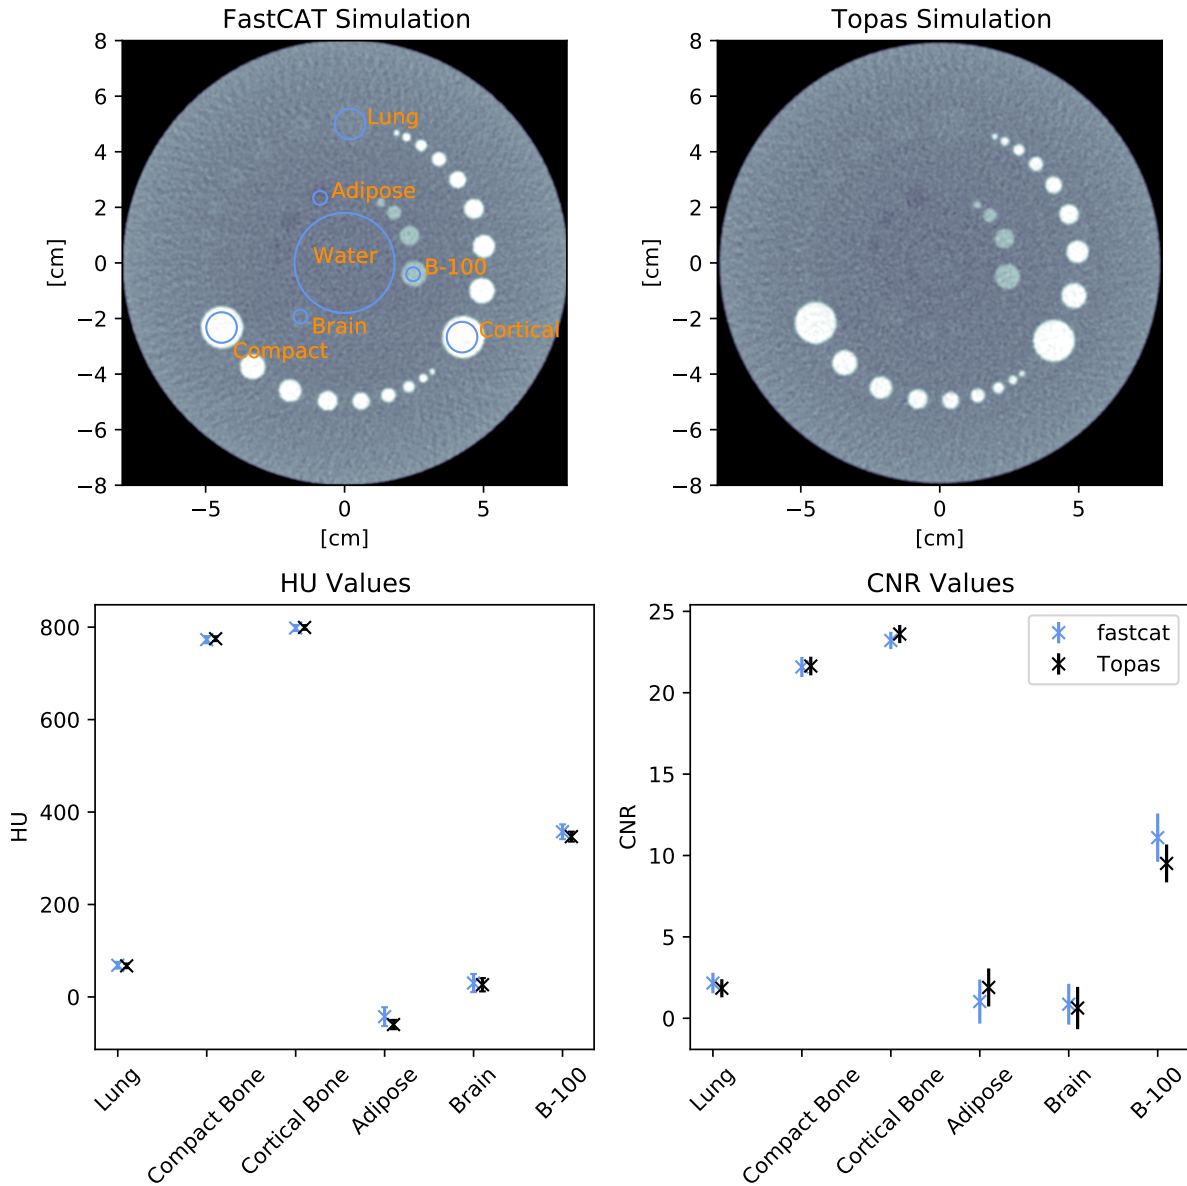 FastCAT Simulation
8
6
4
2
0
−2
−4
−6
−8
[cm]
Lung
Adipose
Water
B-100
Brain
Cortical
Compact
−5
0
5
[cm]
Topas Simulation
8
6
4
2
0
−2
−4
−6
−8
[cm]
−5
0
5
[cm]
HU Values
800
600
400
200
0
HU
Lung
Compact Bone
Cortical Bone
Adipose
Brain
B-100
CNR Values
25
20
15
10
5
0
CNR
fastcat
Topas
Lung
Compact Bone
Cortical Bone
Adipose
Brain
B-100